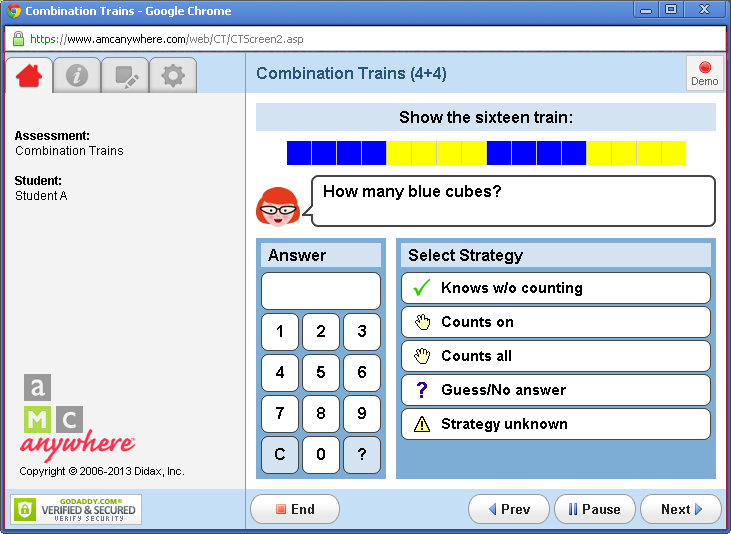 Combination Trains - Google Chrome
https://www.amcanywhere.com/web/CT/CTScreen2.asp
Combination Trains (4+4)
Demo
Assessment:
Combination Trains
Student:
Student A
Show the sixteen train:
How many blue cubes?
Answer
1 2 3
4 5 6
7 8 9
C 0 ?
Select Strategy
Knows w/o counting
Counts on
Counts all
? Guess/No answer
Strategy unknown
a
M C
anywhere
Copyright © 2006-2013 Didax, Inc.
GODADDY.COM®
VERIFIED & SECURED
VERIFY SECURITY
End
Prev
Pause
Next